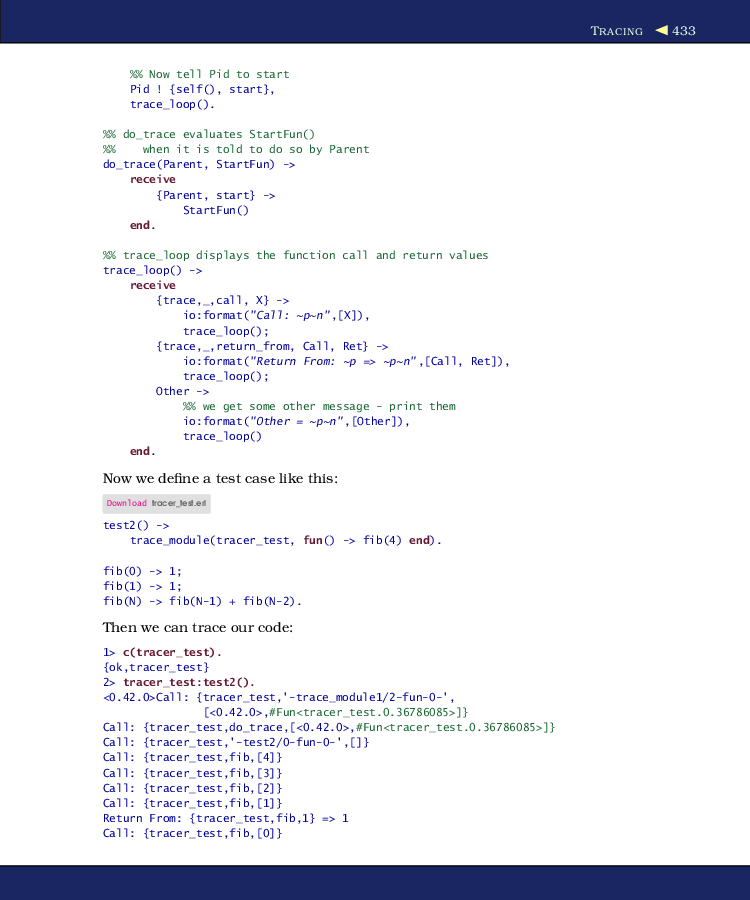 TRACING ◀ 433
%% Now tell Pid to start
Pid ! {self(), start},
trace_loop().
%% do_trace evaluates StartFun()
%%    when it is told to do so by Parent
do_trace(Parent, StartFun) ->
receive
{Parent, start} ->
StartFun()
end.
%% trace_loop displays the function call and return values
trace_loop() ->
receive
{trace,_,call, X} ->
io:format("Call: ~p~n",[X]),
trace_loop();
{trace,_,return_from, Call, Ret} ->
io:format("Return From: ~p => ~p~n",[Call, Ret]),
trace_loop();
Other ->
%% we get some other message - print them
io:format("Other = ~p~n",[Other]),
trace_loop()
end.
Now we define a test case like this:
Download tracer_test.erl
test2() ->
trace_module(tracer_test, fun() -> fib(4) end).
fib(0) -> 1;
fib(1) -> 1;
fib(N) -> fib(N-1) + fib(N-2).
Then we can trace our code:
1> c(tracer_test).
{ok,tracer_test}
2> tracer_test:test2().
<0.42.0>Call: {tracer_test,'-trace_module1/2-fun-0-',
[<0.42.0>,#Fun<tracer_test.0.36786085>]}
Call: {tracer_test,do_trace,[<0.42.0>,#Fun<tracer_test.0.36786085>]}
Call: {tracer_test,'-test2/0-fun-0-',[]}
Call: {tracer_test,fib,[4]}
Call: {tracer_test,fib,[3]}
Call: {tracer_test,fib,[2]}
Call: {tracer_test,fib,[1]}
Return From: {tracer_test,fib,1} => 1
Call: {tracer_test,fib,[0]}